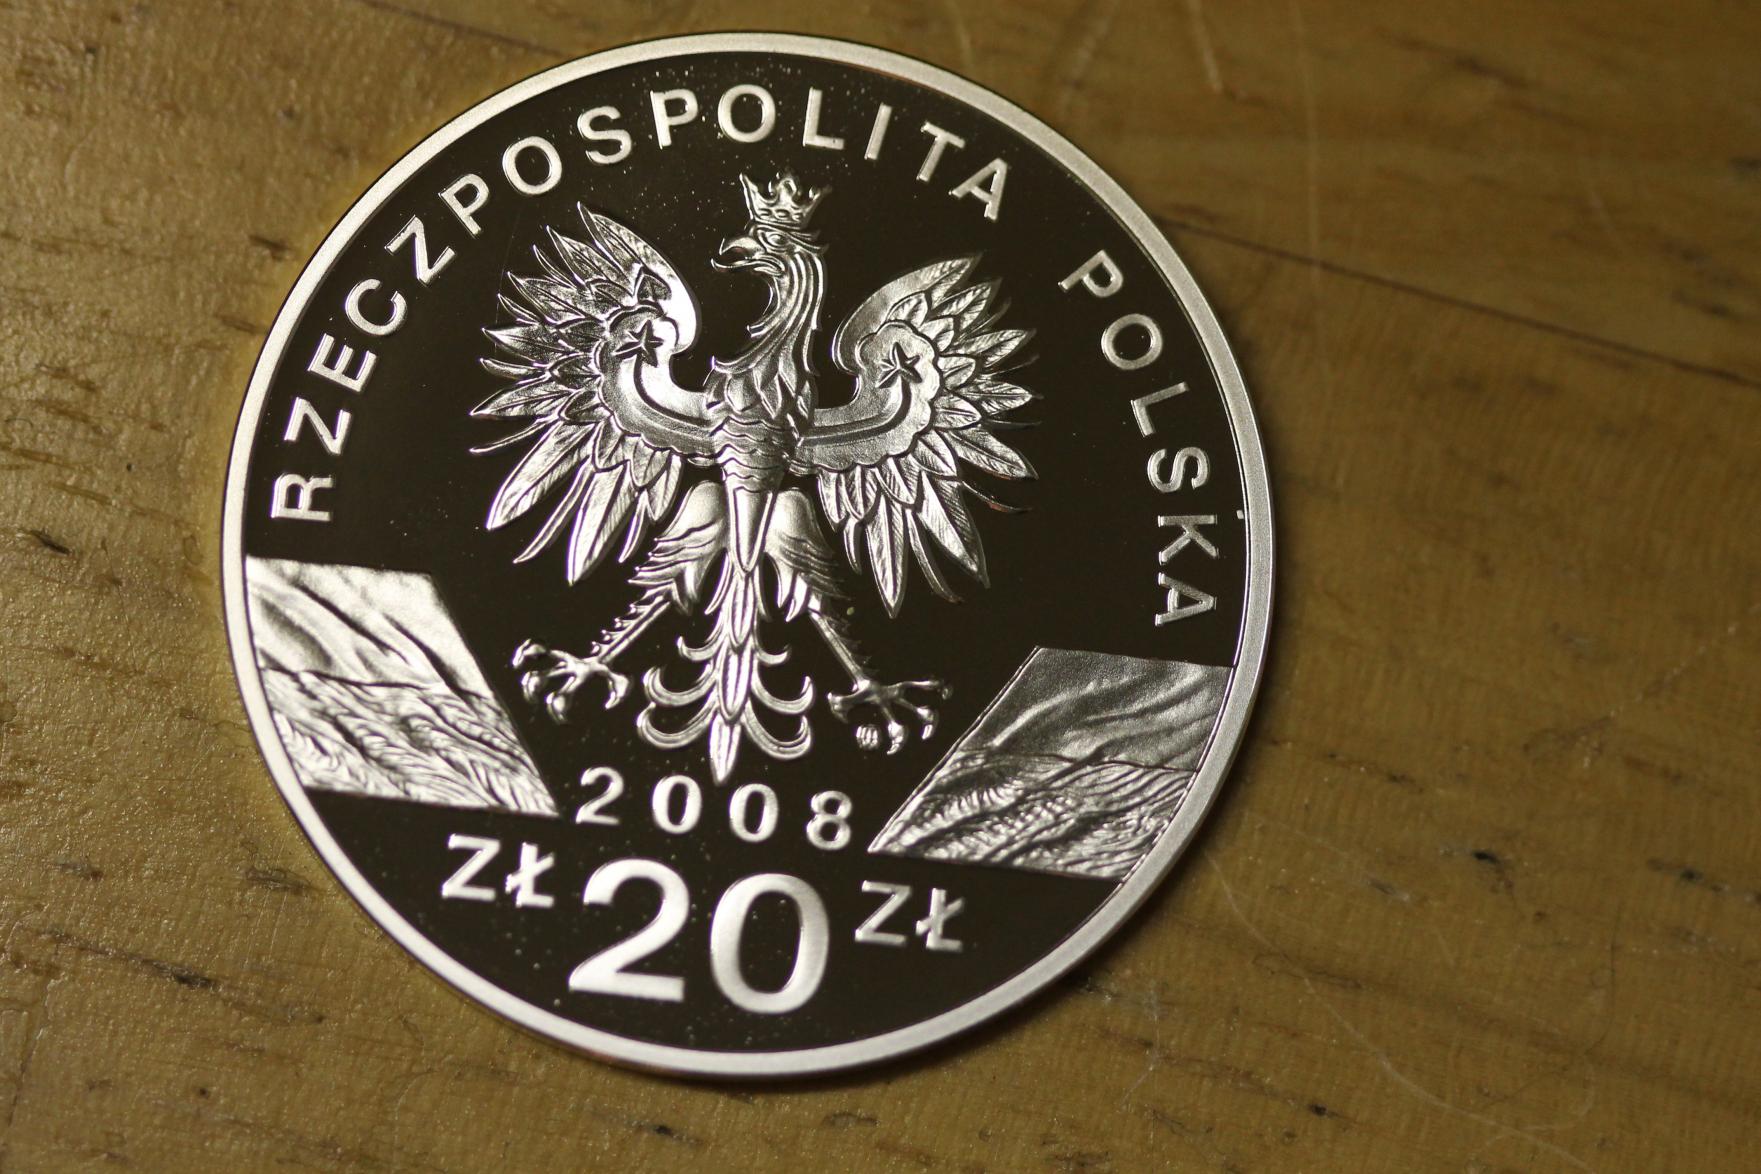 RZECZPOSPOLITA POLSKA
2008
ZŁ 20 ZŁ